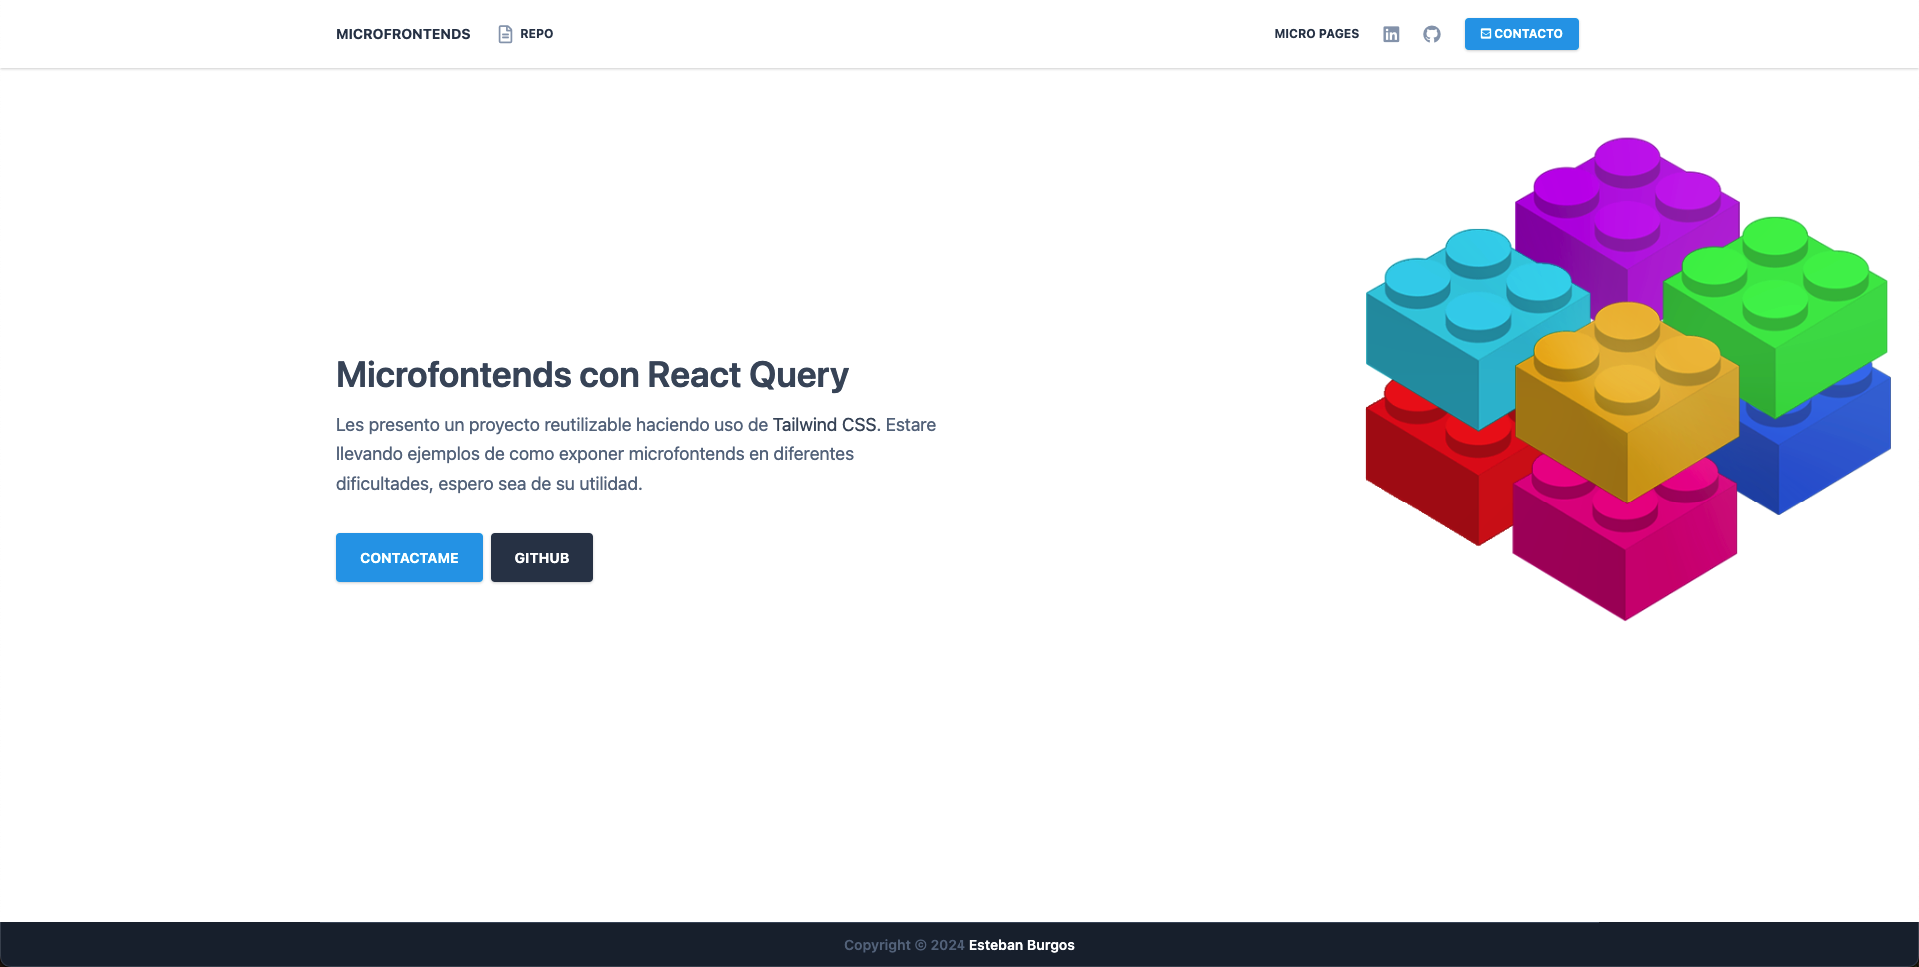 MICROFRONTENDS REPO MICRO PAGES CONTACTO
Microfontends con React Query
Les presento un proyecto reutilizable haciendo uso de Tailwind CSS. Estare
llevando ejemplos de como exponer microfontends en diferentes
dificultades, espero sea de su utilidad.
CONTACTAME GITHUB
Copyright © 2024 Esteban Burgos